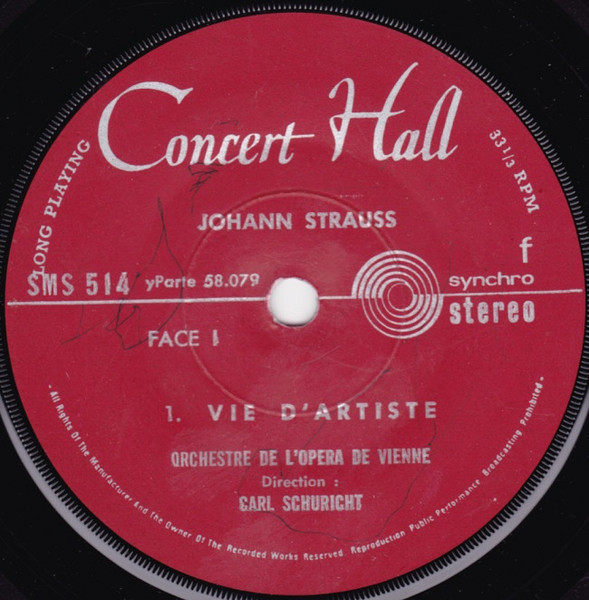 Concert Hall
LONG PLAYING
33 1/3 RPM
JOHANN STRAUSS
f
SMS 514 yParte 58.079
synchro
stereo
FACE 1
1. VIE D'ARTISTE
ORCHESTRE DE L'OPERA DE VIENNE
Direction :
CARL SCHURICHT
- All Rights Of The Manufacturer And The Owner Of The Recorded Works Reserved. Reproduction Public Performance Broadcasting Prohibited -